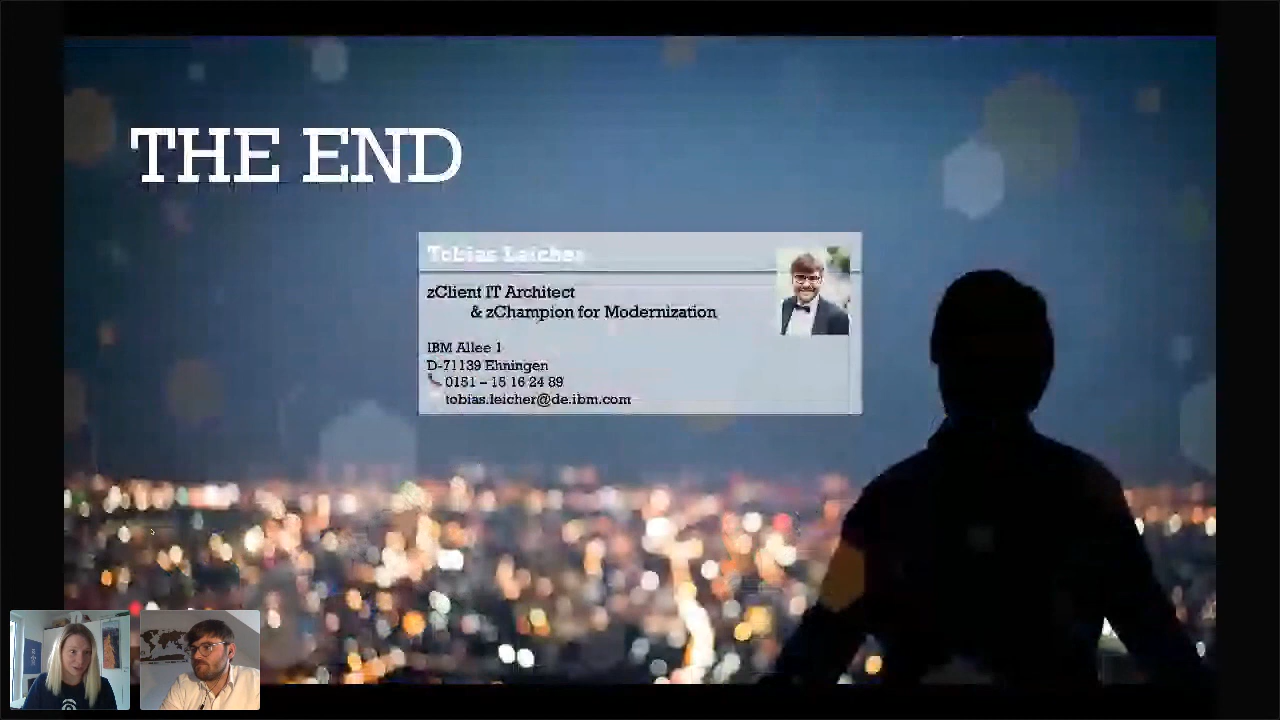 THE END
Tobias Leicher
zClient IT Architect
& zChampion for Modernization
IBM Allee 1
D-71139 Ehningen
0151 – 15 16 24 89
tobias.leicher@de.ibm.com